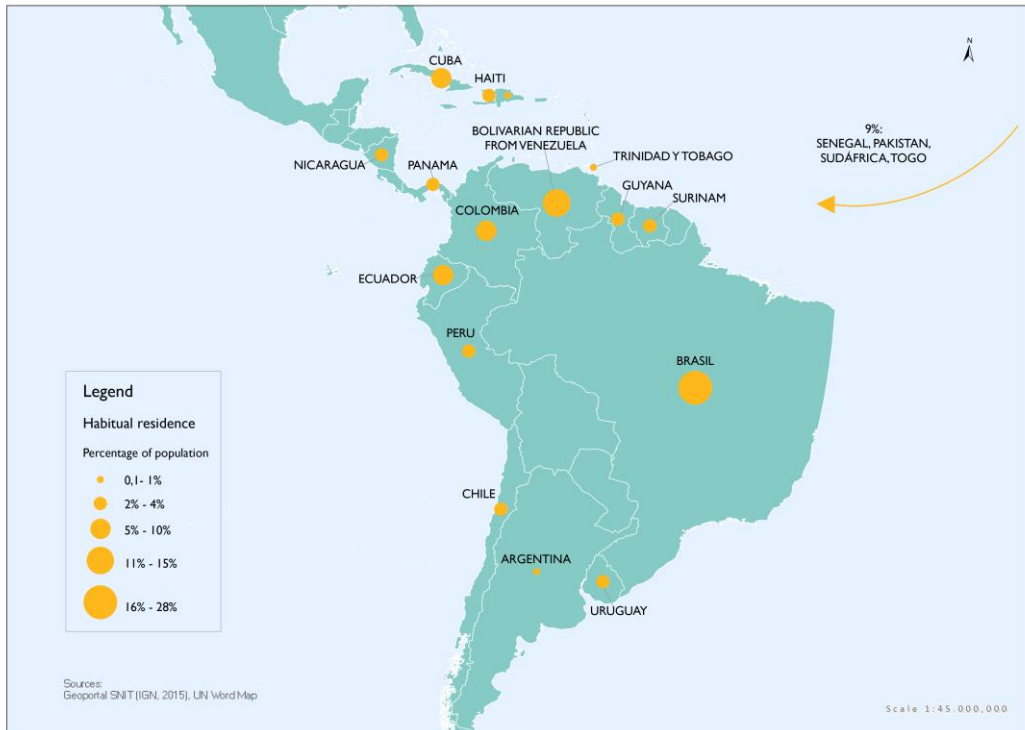 N
CUBA
HAITI
9%:
SENEGAL, PAKISTAN,
SUDÁFRICA, TOGO
BOLIVARIAN REPUBLIC
FROM VENEZUELA
TRINIDAD Y TOBAGO
NICARAGUA
PANAMA
GUYANA
SURINAM
COLOMBIA
ECUADOR
PERU
BRASIL
Legend
Habitual residence
Percentage of population
0,1- 1%
2% - 4%
5% - 10%
11% - 15%
16% - 28%
CHILE
ARGENTINA
URUGUAY
Sources:
Geoportal SNIT (IGN, 2015), UN Word Map
Scale 1:45.000,000